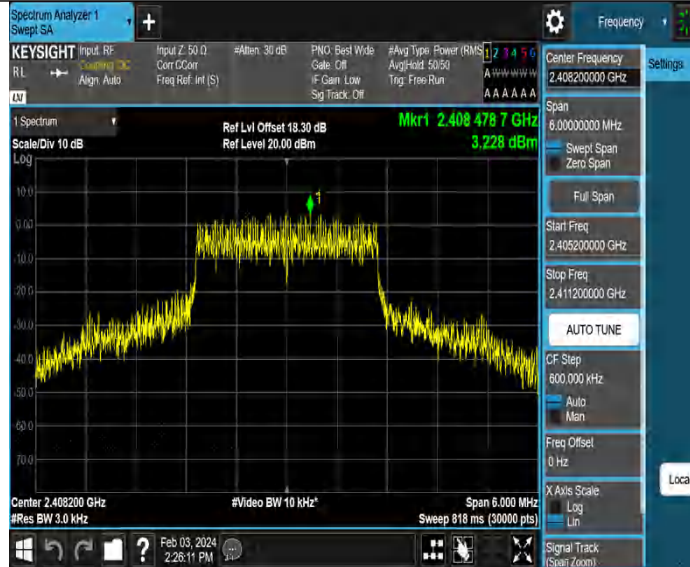 Spectrum Analyzer 1
Swept SA
+
Frequency
KEYSIGHT
RL
Input: RF
Coupling: DC
Align: Auto
Input Z: 50 Ω
Corr CCorr
Freq Ref: Int (S)
#Atten: 30 dB
PNO: Best Wide
Gate: Off
IF Gain: Low
Sig Track: Off
#Avg Type: Power (RMS
Avg|Hold: 50/50
Trig: Free Run
1 2 3 4 5 6
A W W W W W
A A A A A A
LXI
1 Spectrum
Scale/Div 10 dB
Log
Ref Lvl Offset 18.30 dB
Ref Level 20.00 dBm
Mkr1 2.408 478 7 GHz
3.228 dBm
10.0
0.00
-10.0
-20.0
-30.0
-40.0
-50.0
-60.0
-70.0
1
Center 2.408200 GHz
#Res BW 3.0 kHz
#Video BW 10 kHz*
Span 6.000 MHz
Sweep 818 ms (30000 pts)
?
Feb 03, 2024
2:26:11 PM
Center Frequency
2.408200000 GHz
Settings
Span
6.00000000 MHz
Swept Span
Zero Span
Full Span
Start Freq
2.405200000 GHz
Stop Freq
2.411200000 GHz
AUTO TUNE
CF Step
600.000 kHz
Auto
Man
Freq Offset
0 Hz
X Axis Scale
Log
Lin
Loca
Signal Track
(Span Zoom)